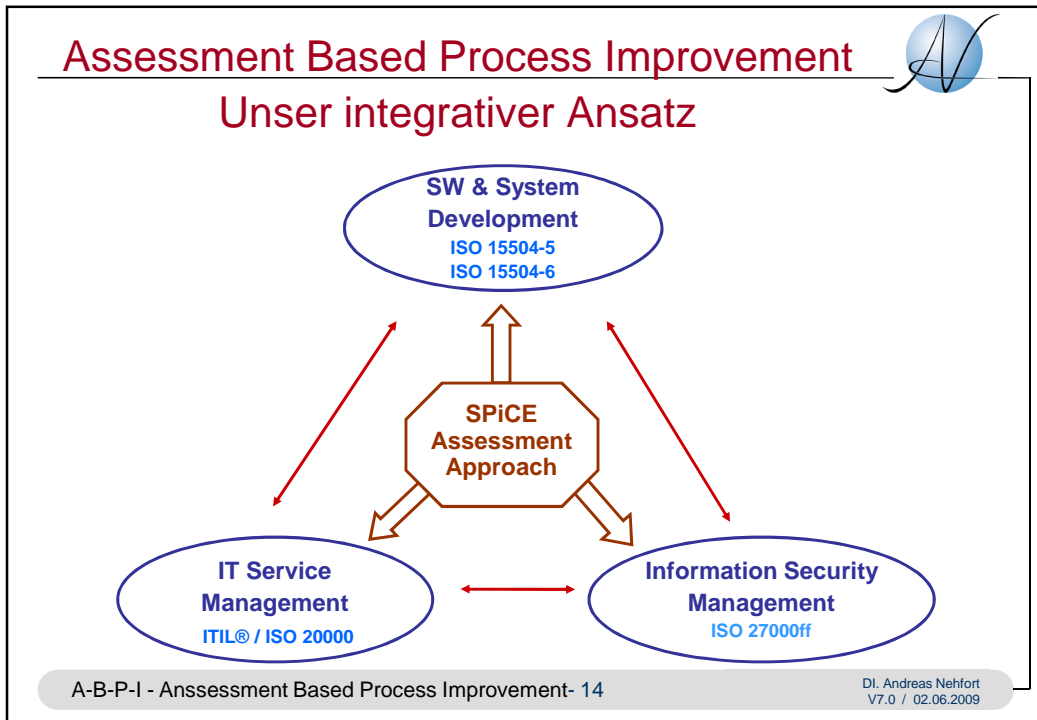 Assessment Based Process Improvement
Unser integrativer Ansatz
SW & System
Development
ISO 15504-5
ISO 15504-6
SPiCE
Assessment
Approach
IT Service
Management
ITIL® / ISO 20000
Information Security
Management
ISO 27000ff
A-B-P-I - Anssessment Based Process Improvement- 14
DI. Andreas Nehfort
V7.0 / 02.06.2009